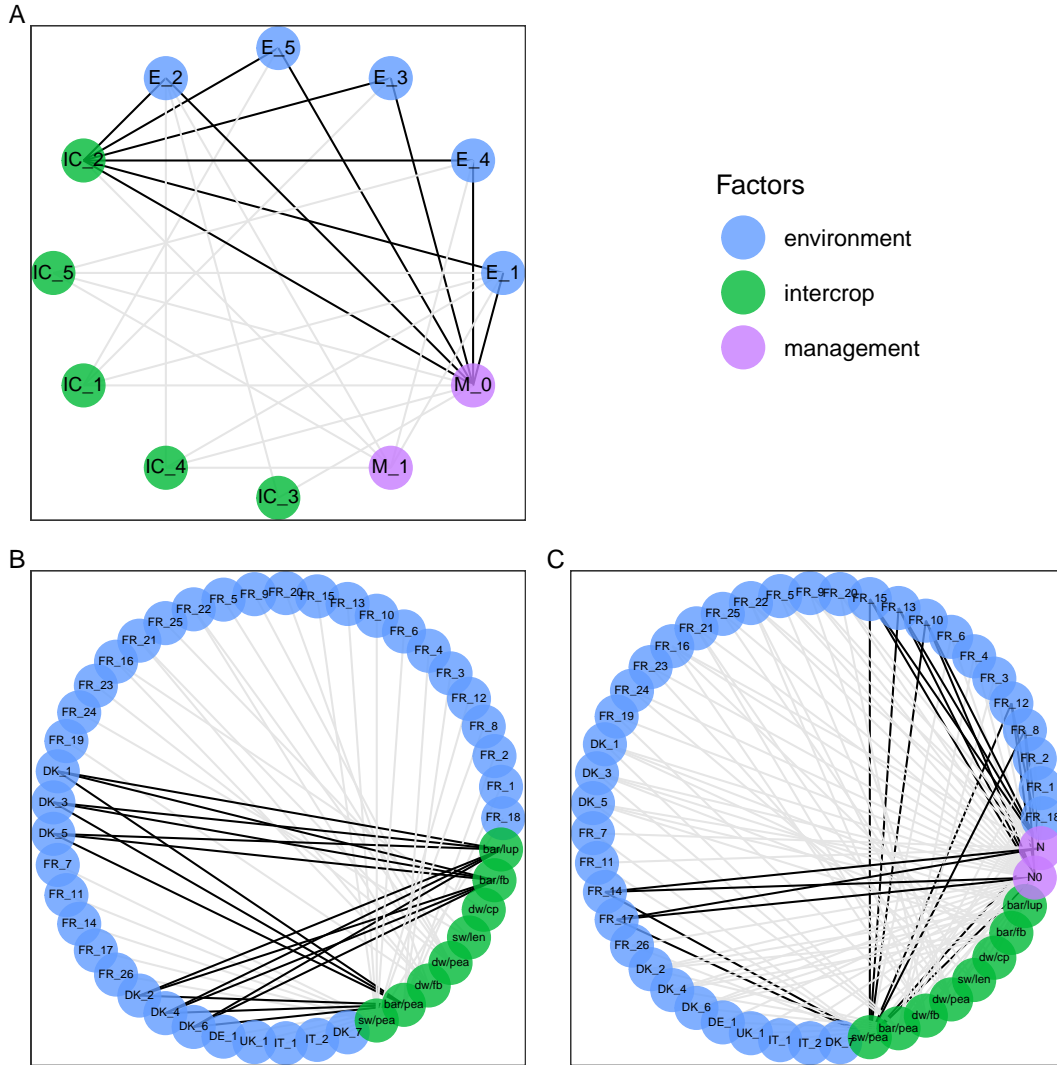 A
E_5
E_2
E_3
IC_2
E_4
IC_5
E_1
IC_1
M_0
IC_4
M_1
IC_3
Factors
environment
intercrop
management
B
FR_20
FR_9
FR_15
FR_5
FR_13
FR_22
FR_10
FR_25
FR_6
FR_21
FR_4
FR_16
FR_3
FR_23
FR_12
FR_24
FR_8
FR_19
FR_2
DK_1
FR_1
DK_3
FR_18
DK_5
bar/lup
FR_7
bar/fb
FR_11
dw/cp
FR_14
sw/len
FR_17
dw/pea
FR_26
dw/fb
DK_2
bar/pea
DK_4
sw/pea
DK_6
DK_7
DE_1
IT_2
UK_1
IT_1
C
FR_9
FR_20
FR_5
FR_15
FR_22
FR_13
FR_25
FR_10
FR_21
FR_6
FR_16
FR_4
FR_23
FR_3
FR_24
FR_12
FR_19
FR_8
DK_1
FR_2
DK_3
FR_1
DK_5
FR_18
FR_7
N
FR_11
N0
FR_14
bar/lup
FR_17
bar/fb
FR_26
dw/cp
DK_2
sw/len
DK_4
dw/pea
DK_6
dw/fb
DE_1
bar/pea
UK_1
sw/pea
IT_1
DK_7
IT_2